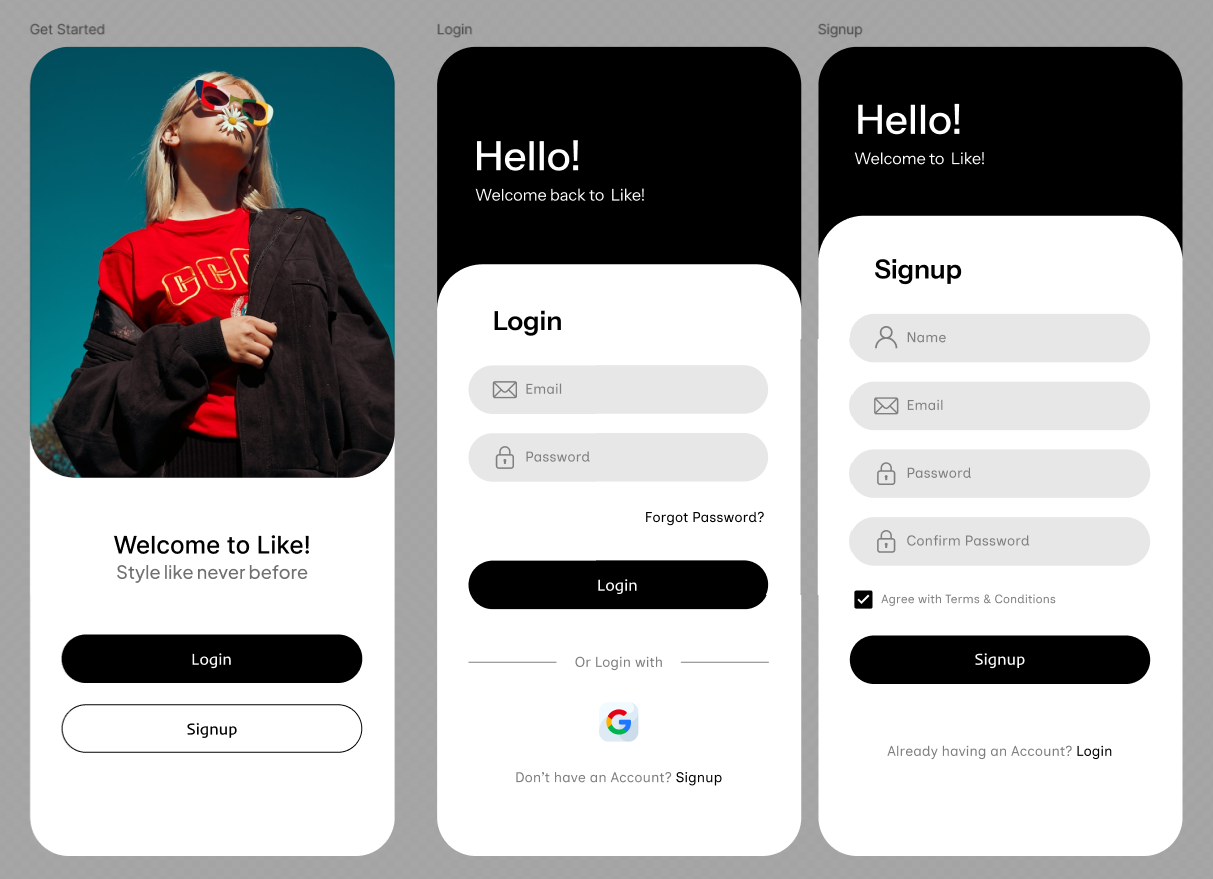 Get Started
Welcome to Like!
Style like never before
Login
Signup
Login
Hello!
Welcome back to Like!
Login
Email
Password
Forgot Password?
Login
Or Login with
G
Don't have an Account? Signup
Signup
Hello!
Welcome to Like!
Signup
Name
Email
Password
Confirm Password
Agree with Terms & Conditions
Signup
Already having an Account? Login